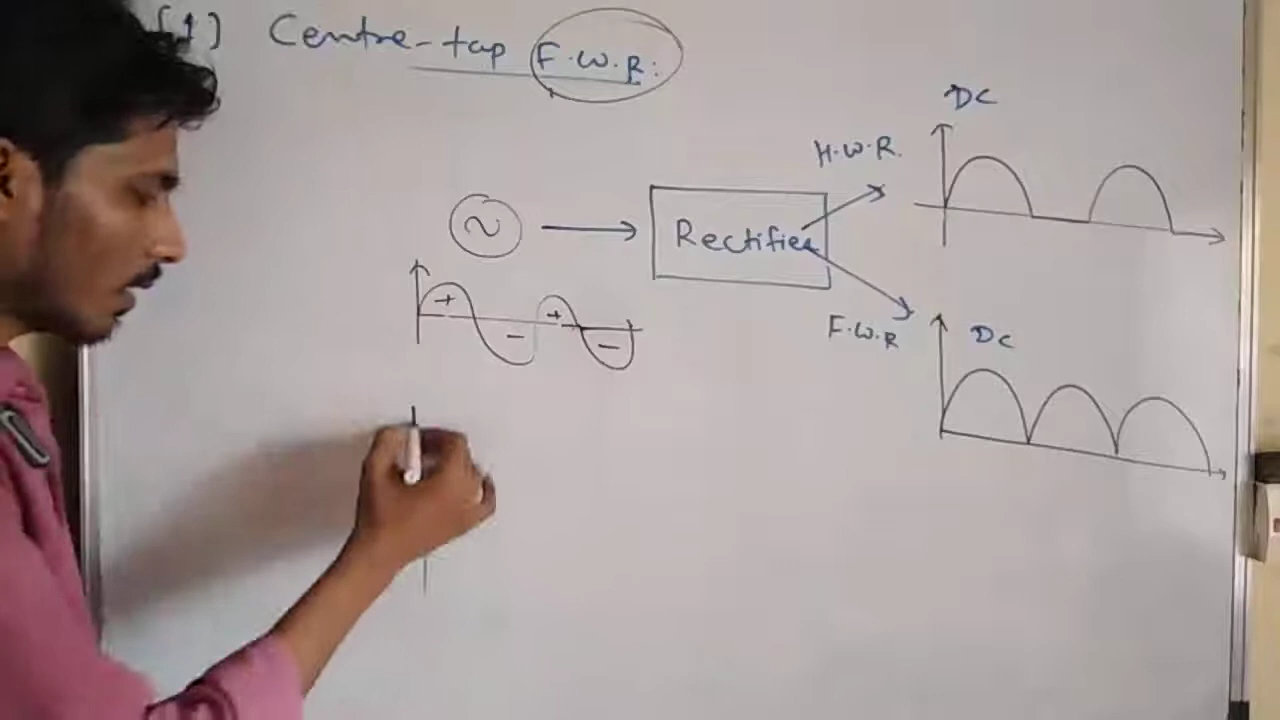 (1) Centre-tap F.W.R:
DC
H.W.R.
~
Rectifier
+ - + -
F.W.R
DC